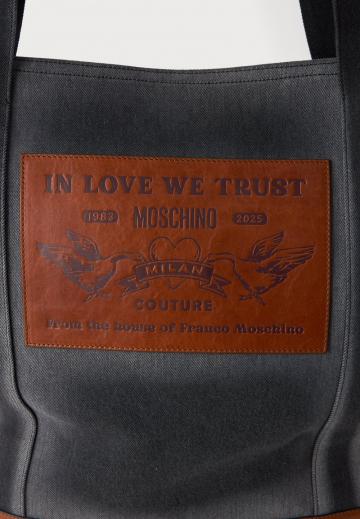 IN LOVE WE TRUST
1983 MOSCHINO 2025
MILAN
COUTURE
From the house of Franco Moschino